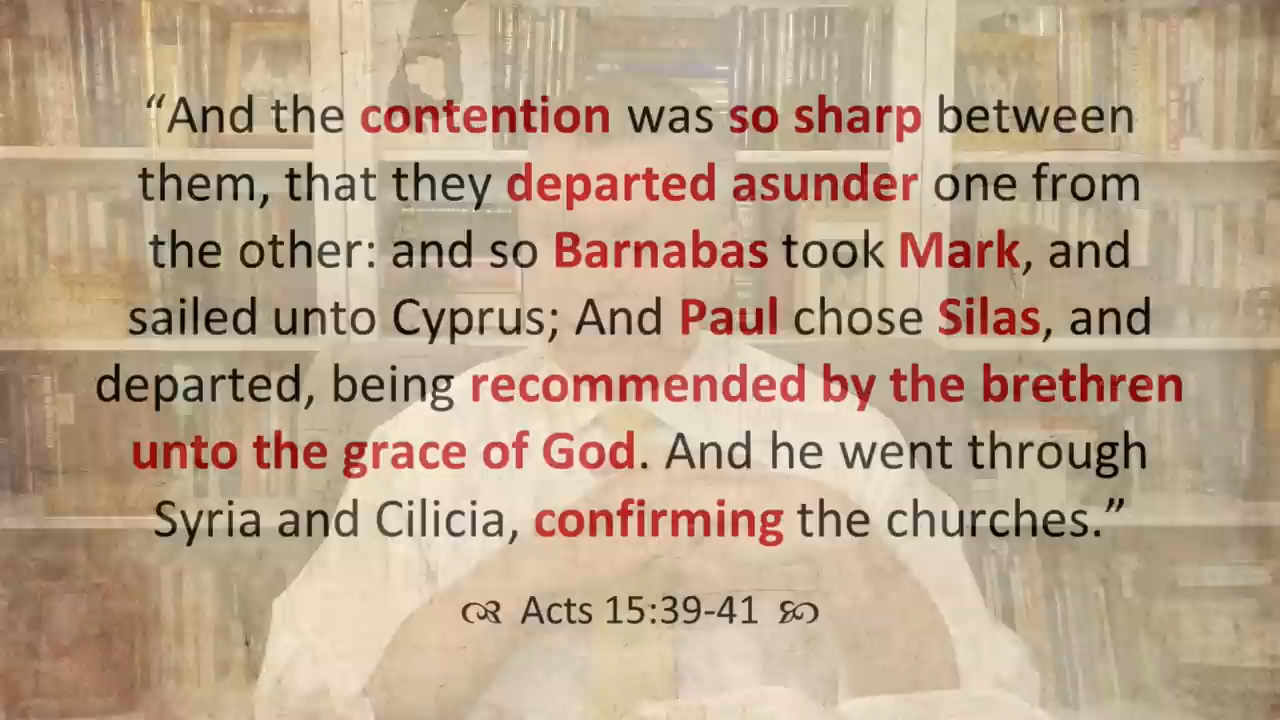 “And the contention was so sharp between
them, that they departed asunder one from
the other: and so Barnabas took Mark, and
sailed unto Cyprus; And Paul chose Silas, and
departed, being recommended by the brethren
unto the grace of God. And he went through
Syria and Cilicia, confirming the churches.”
Acts 15:39-41